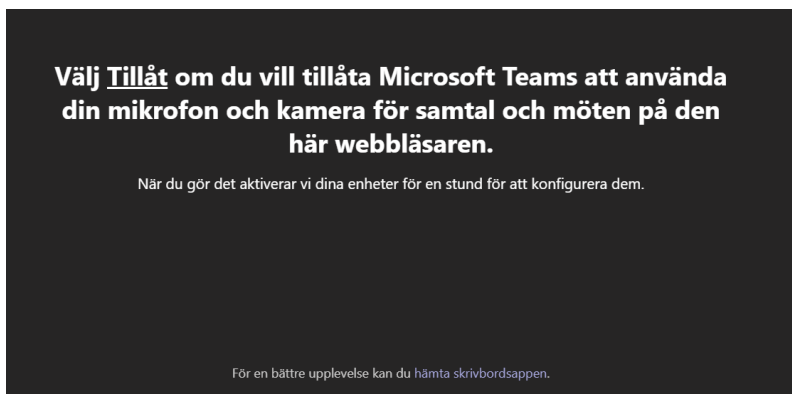 Välj Tillåt om du vill tillåta Microsoft Teams att använda
din mikrofon och kamera för samtal och möten på den
här webbläsaren.
När du gör det aktiverar vi dina enheter för en stund för att konfigurera dem.
För en bättre upplevelse kan du hämta skrivbordsappen.